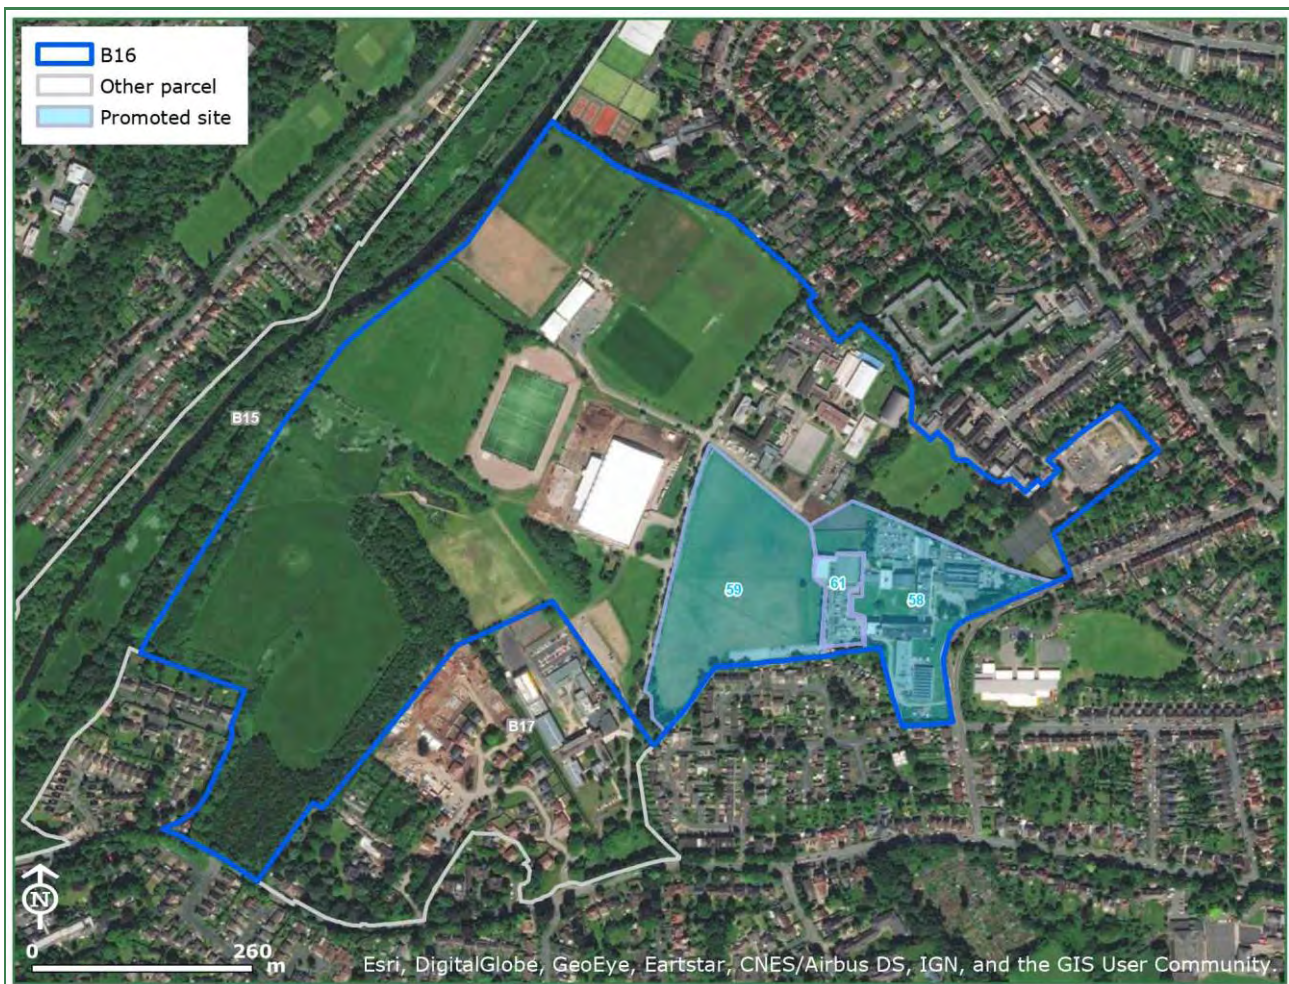 B16
Other parcel
Promoted site
B15
59
61
58
B17
N
0 260
m
Esri, DigitalGlobe, GeoEye, Eartstar, CNES/Airbus DS, IGN, and the GIS User Community.